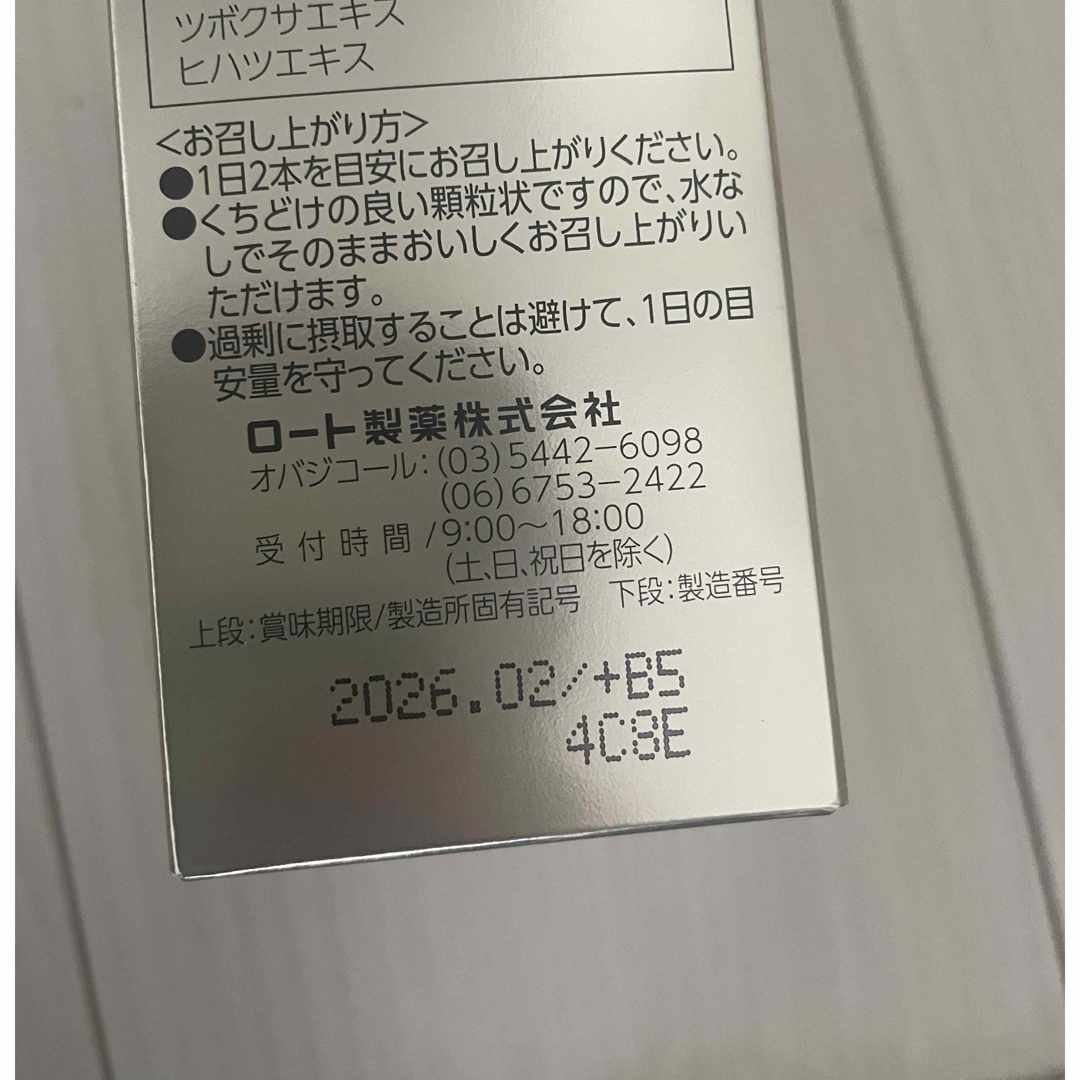 ツボクサエキス
ヒハツエキス
<お召し上がり方>
●1日2本を目安にお召し上がりください。
●くちどけの良い顆粒状ですので、水な
しでそのままおいしくお召し上がりい
ただけます。
●過剰に摂取することは避けて、1日の目
安量を守ってください。
ロート製薬株式会社
オバジコール:(03)5442-6098
(06)6753-2422
受付時間/9:00〜18:00
(土、日、祝日を除く)
上段:賞味期限/製造所固有記号 下段:製造番号
2026.02/+B5
4C8E